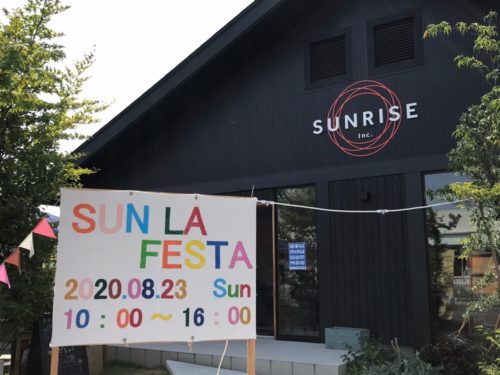 SUNRISE
Inc.
SUN LA
FESTA
2020.08.23 Sun
10:00～16:00